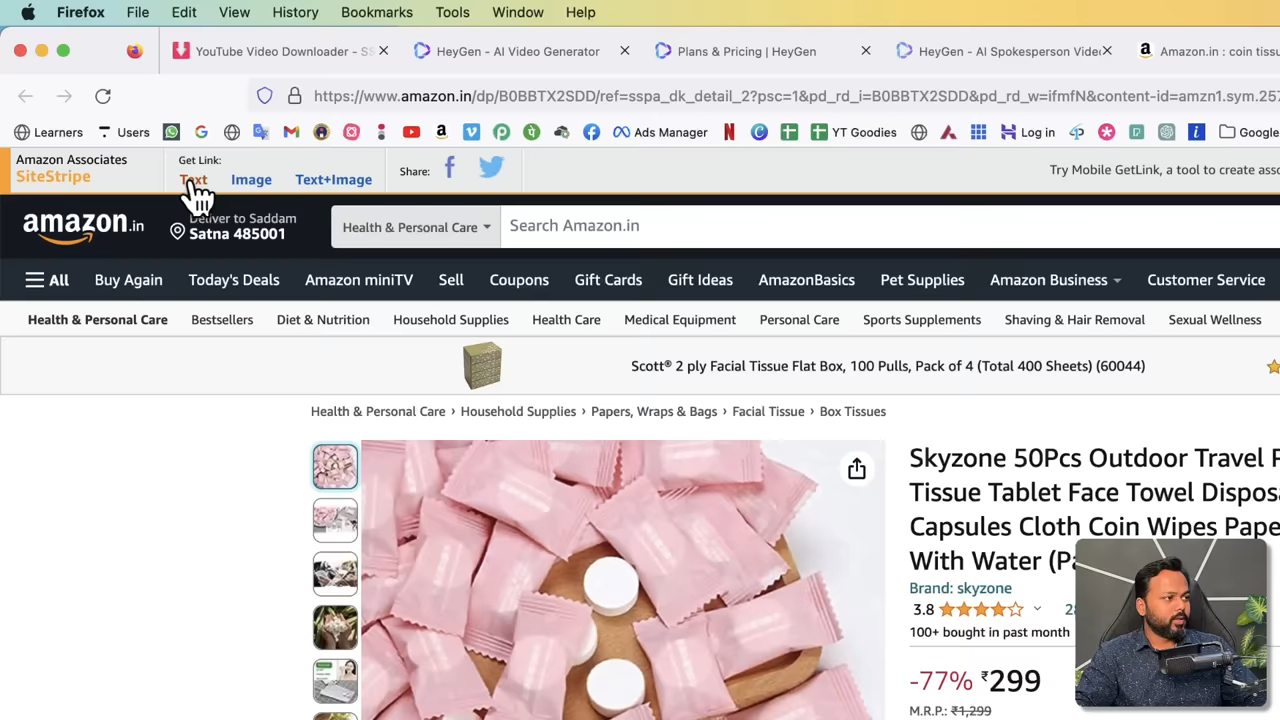 Firefox File Edit View History Bookmarks Tools Window Help
YouTube Video Downloader - SS HeyGen - AI Video Generator Plans & Pricing | HeyGen HeyGen - AI Spokesperson Vide Amazon.in : coin tissu
https://www.amazon.in/dp/B0BBTX2SDD/ref=sspa_dk_detail_2?psc=1&pd_rd_i=B0BBTX2SDD&pd_rd_w=ifmfN&content-id=amzn1.sym.257
Learners Users Ads Manager YT Goodies Log in Google
Amazon Associates
SiteStripe
Get Link:
Text Image Text+Image
Share:
Try Mobile GetLink, a tool to create asso
amazon.in
Deliver to Saddam
Satna 485001
Health & Personal Care
Search Amazon.in
All Buy Again Today's Deals Amazon miniTV Sell Coupons Gift Cards Gift Ideas AmazonBasics Pet Supplies Amazon Business Customer Service
Health & Personal Care Bestsellers Diet & Nutrition Household Supplies Health Care Medical Equipment Personal Care Sports Supplements Shaving & Hair Removal Sexual Wellness
Scott® 2 ply Facial Tissue Flat Box, 100 Pulls, Pack of 4 (Total 400 Sheets) (60044)
Health & Personal Care › Household Supplies › Papers, Wraps & Bags › Facial Tissue › Box Tissues
Skyzone 50Pcs Outdoor Travel F
Tissue Tablet Face Towel Dispos
Capsules Cloth Coin Wipes Pape
With Water (Pa
Brand: skyzone
3.8
100+ bought in past month
-77% ₹299
M.R.P.: ₹1,299